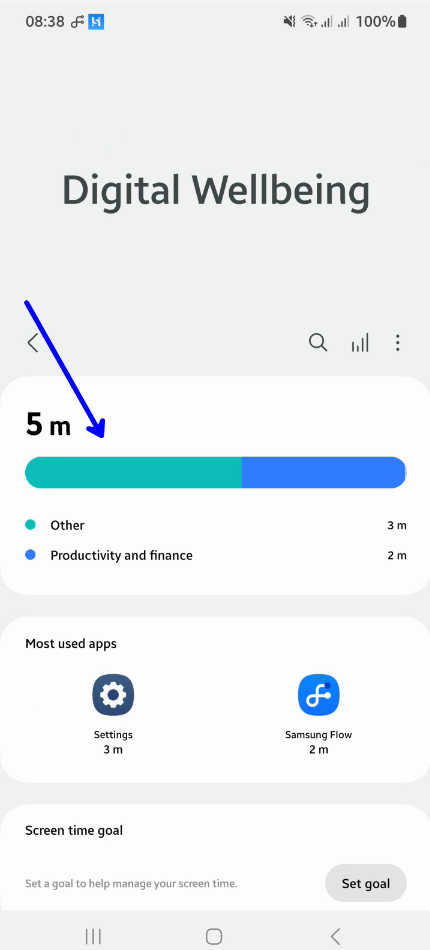 08:38 100%
Digital Wellbeing
5 m
Other 3 m
Productivity and finance 2 m
Most used apps
Settings Samsung Flow
3 m 2 m
Screen time goal
Set a goal to help manage your screen time. Set goal